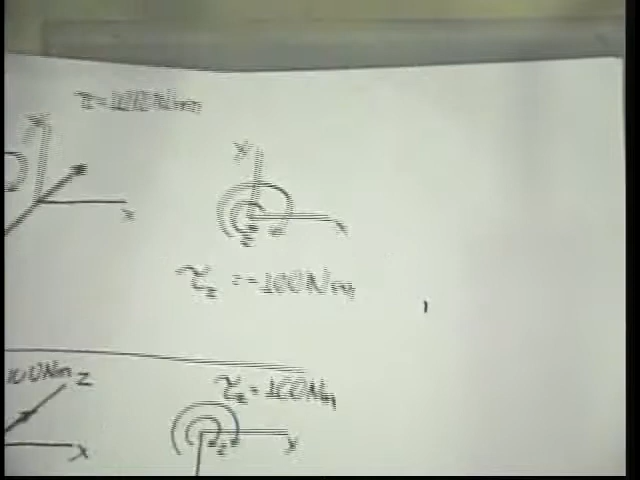 τ=100Nm
y
x
y
x
z
τz = -100Nm
100Nm z
x
τz = 100Nm
x
z